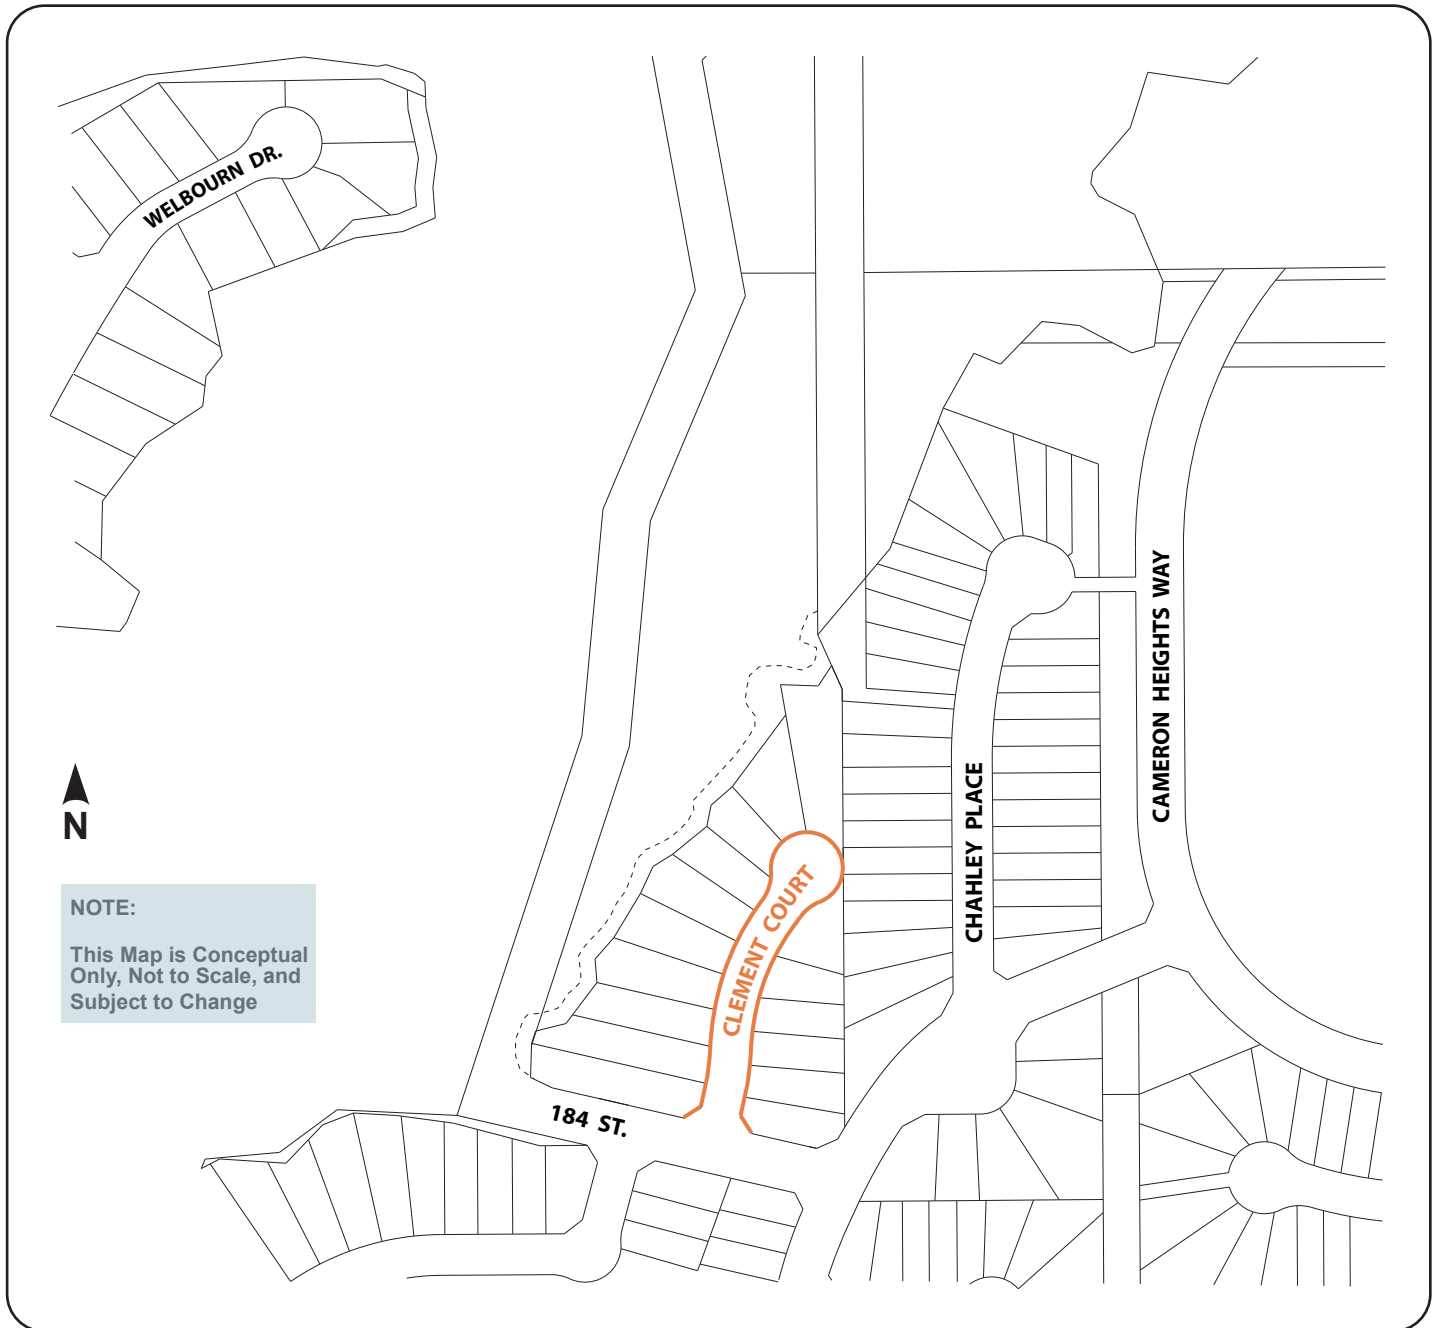 WELBOURN DR.
CAMERON HEIGHTS WAY
CHAHLEY PLACE
N
CLEMENT COURT
NOTE:
This Map is Conceptual
Only, Not to Scale, and
Subject to Change
184 ST.